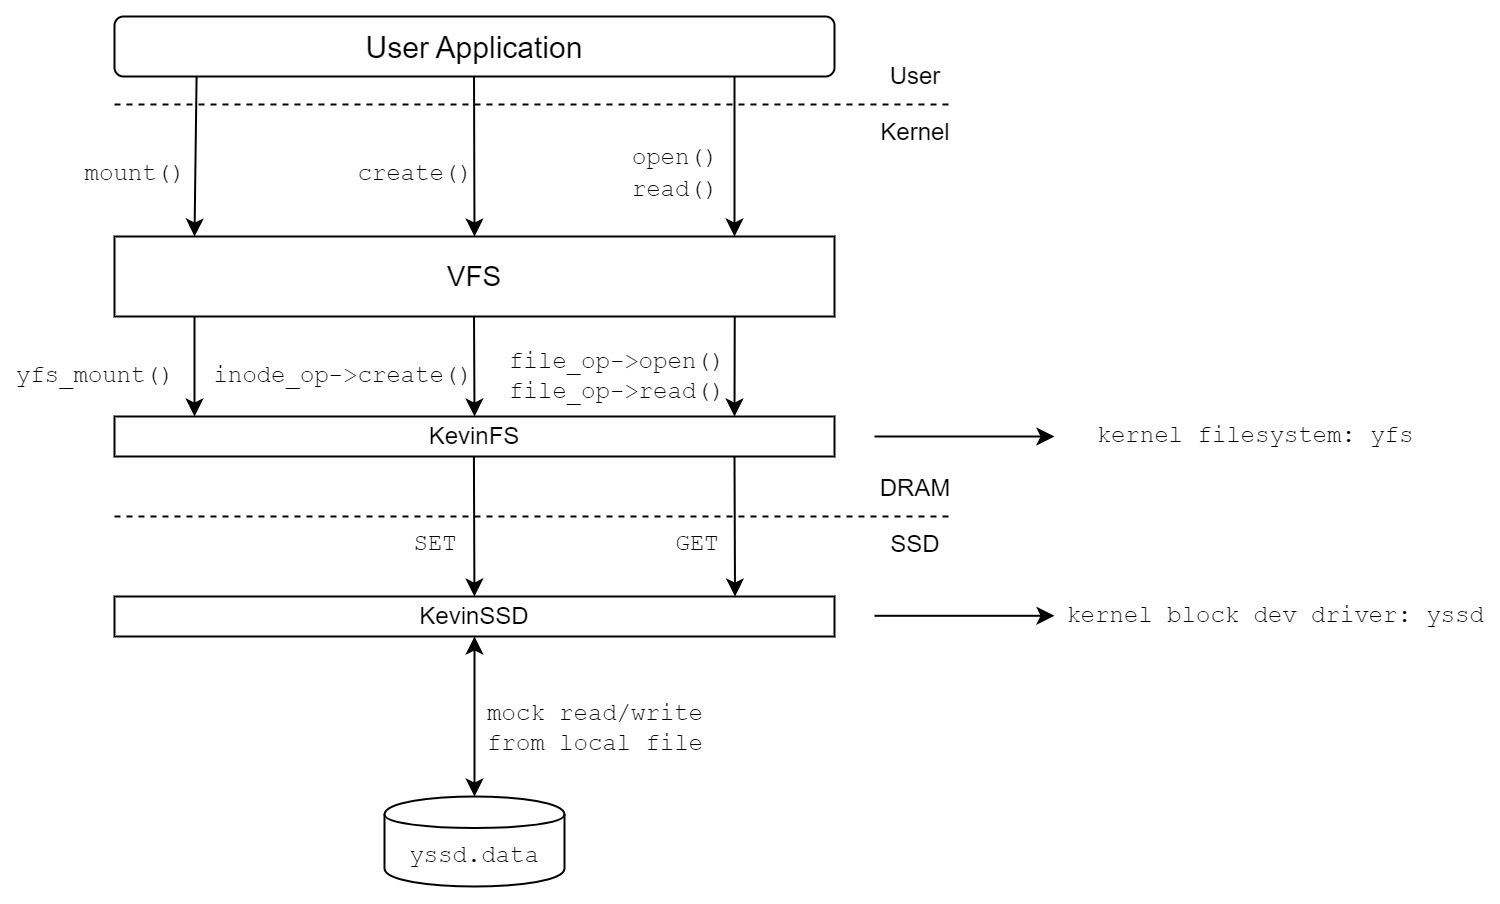 User Application
User
Kernel
mount()
create()
open()
read()
VFS
yfs_mount()
inode_op->create()
file_op->open()
file_op->read()
KevinFS
kernel filesystem: yfs
DRAM
SET
GET
SSD
KevinSSD
kernel block dev driver: yssd
mock read/write
from local file
yssd.data